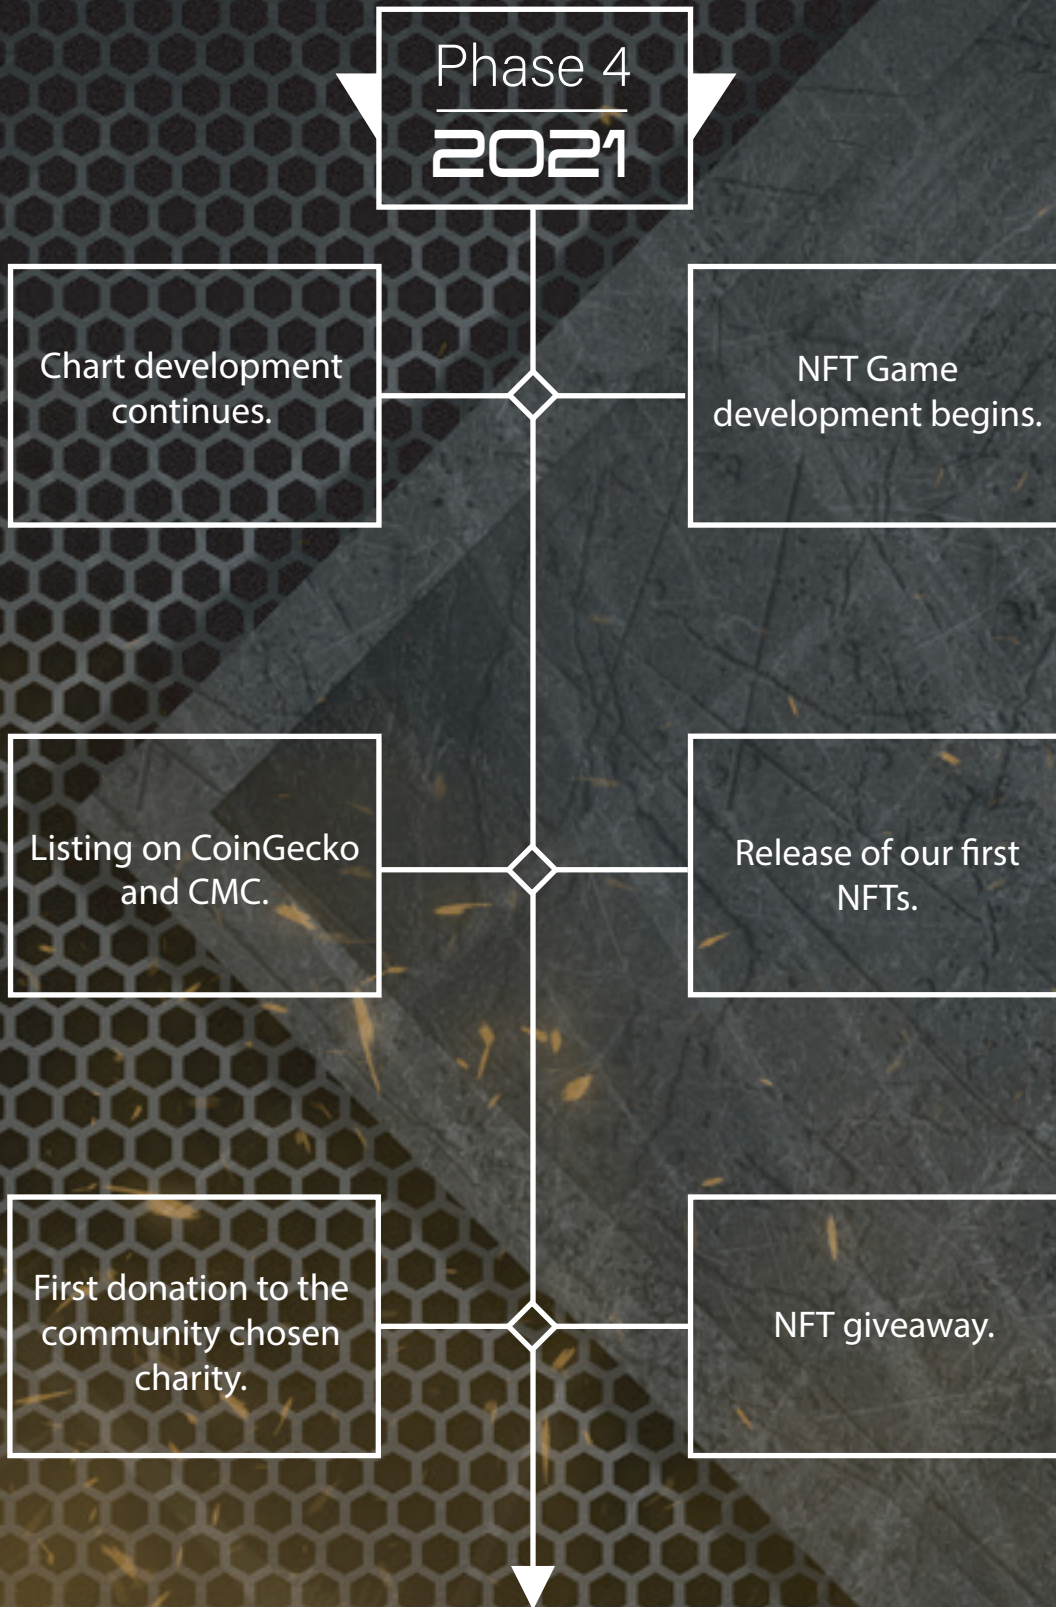 Phase 4
2021
Chart development
continues.
NFT Game
development begins.
Listing on CoinGecko
and CMC.
Release of our first
NFTs.
First donation to the
community chosen
charity.
NFT giveaway.